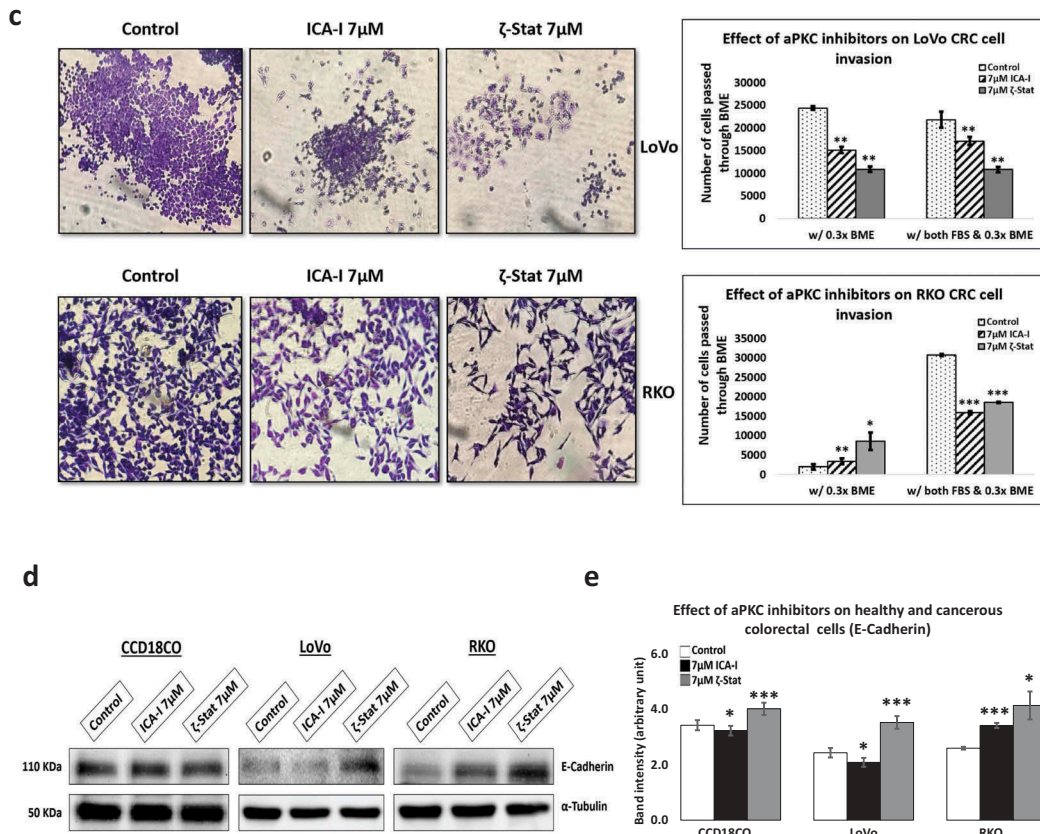 c
Control ICA-I 7µM ζ-Stat 7µM
LoVo
Effect of aPKC inhibitors on LoVo CRC cell
invasion
Control
7µM ICA-I
7µM ζ-Stat
Number of cells passed
through BME
30000
25000
20000
15000
10000
5000
0
**
**
**
**
w/ 0.3x BME w/ both FBS & 0.3x BME
Control ICA-I 7µM ζ-Stat 7µM
RKO
Effect of aPKC inhibitors on RKO CRC cell
invasion
Control
7µM ICA-I
7µM ζ-Stat
Number of cells passed
through BME
35000
30000
25000
20000
15000
10000
5000
0
**
*
***
***
w/ 0.3x BME w/ both FBS & 0.3x BME
d
CCD18CO LoVo RKO
Control ICA-I 7µM ζ-Stat 7µM Control ICA-I 7µM ζ-Stat 7µM Control ICA-I 7µM ζ-Stat 7µM
110 KDa E-Cadherin
50 KDa α-Tubulin
e
Effect of aPKC inhibitors on healthy and cancerous
colorectal cells (E-Cadherin)
Control
7µM ICA-I
7µM ζ-Stat
Band intensity (arbitrary unit)
6.0
4.0
2.0
0.0
*
***
*
***
***
*
CCD18CO LoVo RKO